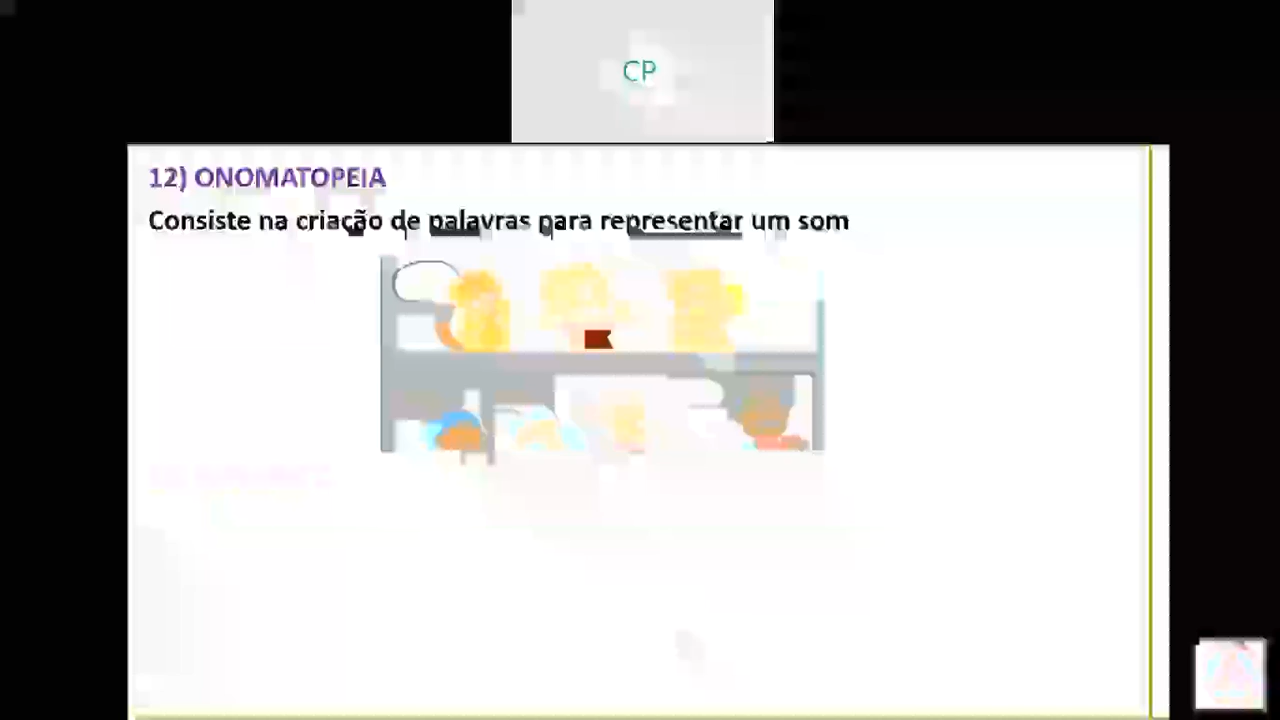 CP
12) ONOMATOPEIA
Consiste na criação de palavras para representar um som